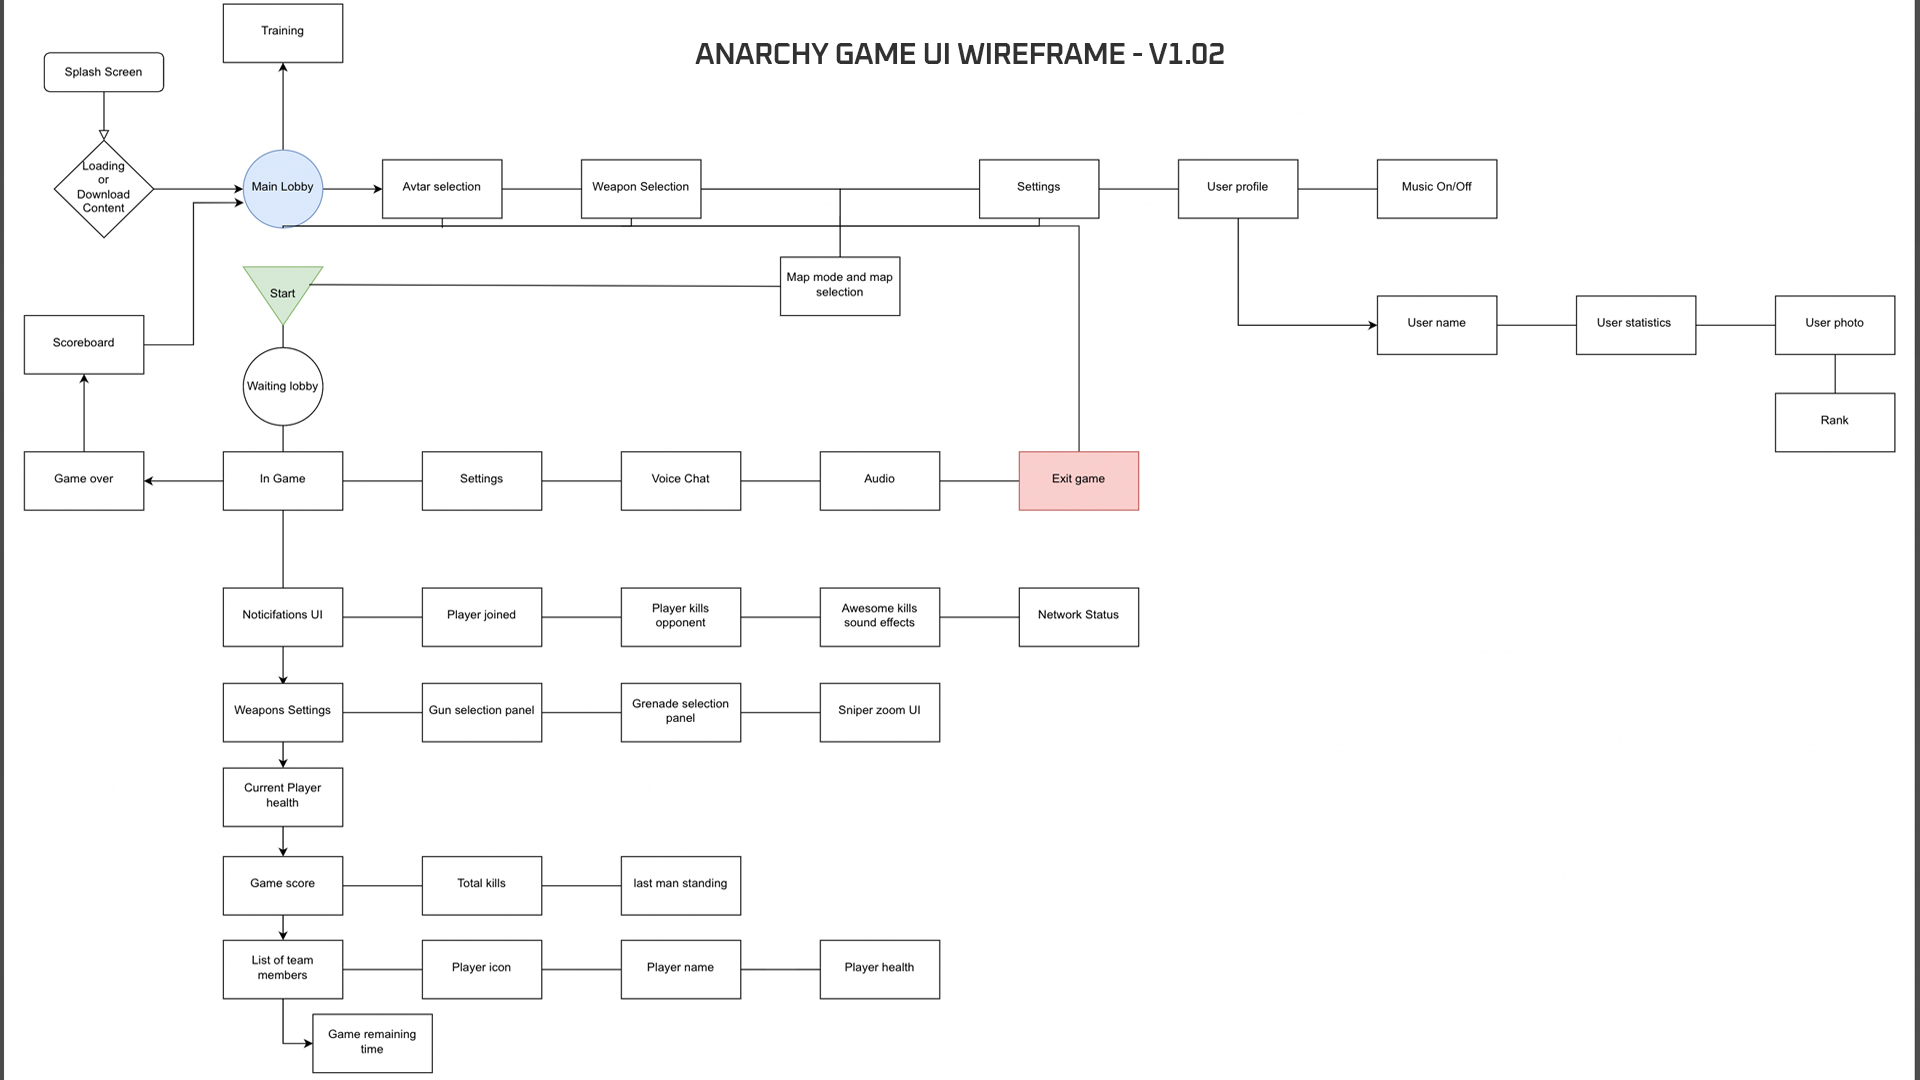 ANARCHY GAME UI WIREFRAME - V1.02
Training
Splash Screen
Loading
or
Download
Content
Main Lobby
Avtar selection
Weapon Selection
Settings
User profile
Music On/Off
Start
Map mode and map
selection
User name
User statistics
User photo
Scoreboard
Waiting lobby
Rank
Game over
In Game
Settings
Voice Chat
Audio
Exit game
Noticifations UI
Player joined
Player kills
opponent
Awesome kills
sound effects
Network Status
Weapons Settings
Gun selection panel
Grenade selection
panel
Sniper zoom UI
Current Player
health
Game score
Total kills
last man standing
List of team
members
Player icon
Player name
Player health
Game remaining
time